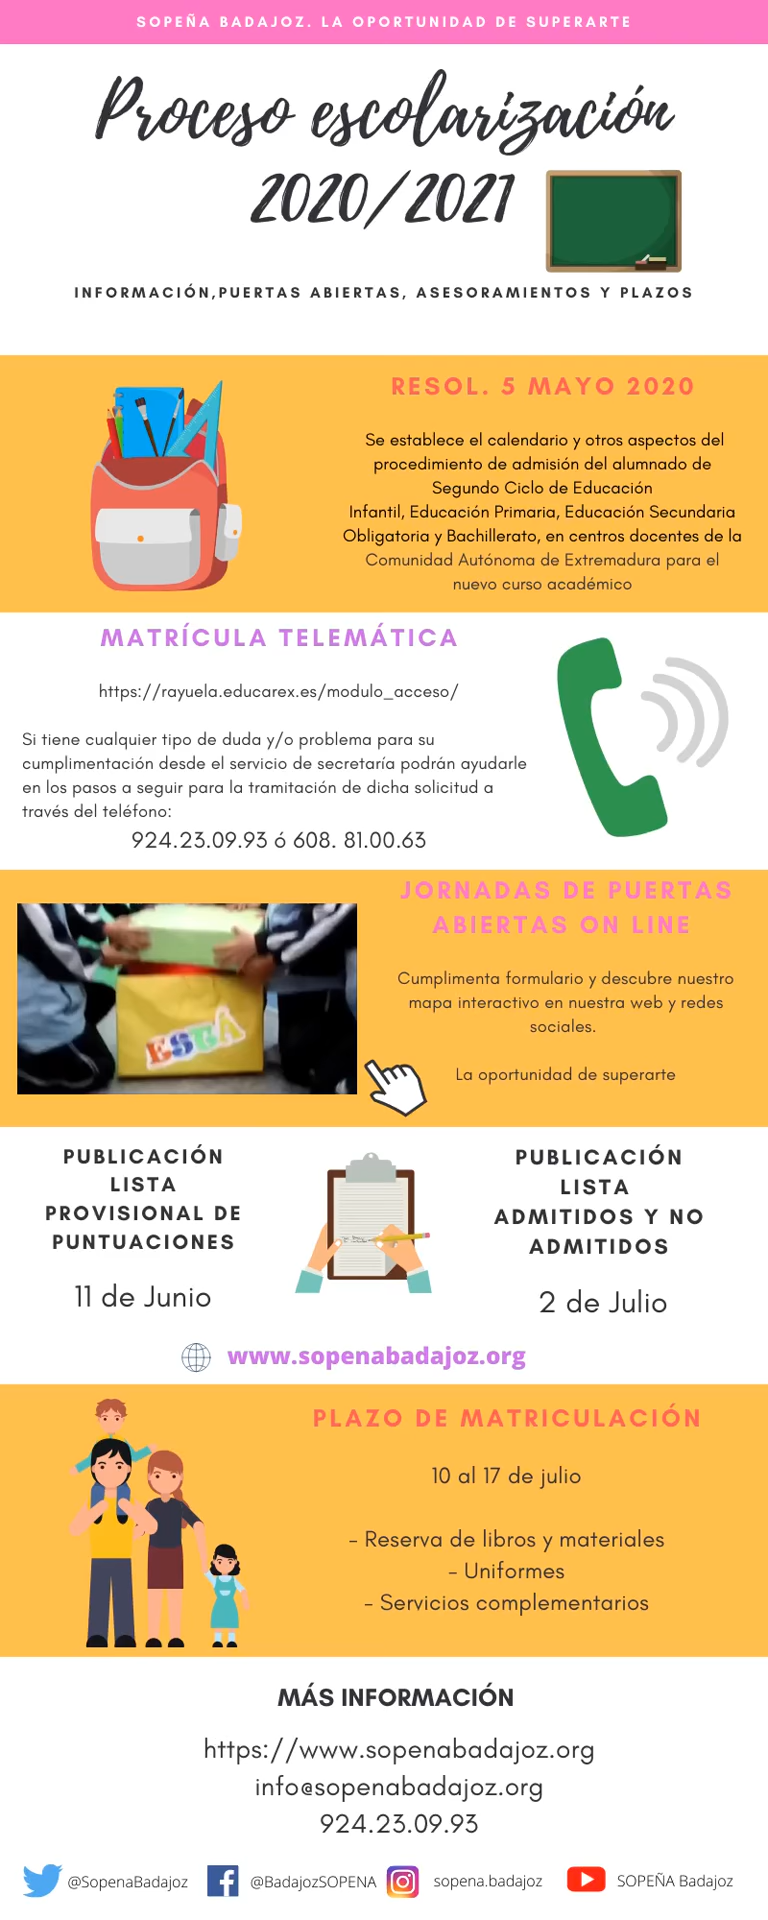 SOPEÑA BADAJOZ. LA OPORTUNIDAD DE SUPERARTE
Proceso escolarización
2020/2021
INFORMACIÓN,PUERTAS ABIERTAS, ASESORAMIENTOS Y PLAZOS
RESOL. 5 MAYO 2020
Se establece el calendario y otros aspectos del
procedimiento de admisión del alumnado de
Segundo Ciclo de Educación
Infantil, Educación Primaria, Educación Secundaria
Obligatoria y Bachillerato, en centros docentes de la
Comunidad Autónoma de Extremadura para el
nuevo curso académico
MATRÍCULA TELEMÁTICA
https://rayuela.educarex.es/modulo_acceso/
Si tiene cualquier tipo de duda y/o problema para su
cumplimentación desde el servicio de secretaría podrán ayudarle
en los pasos a seguir para la tramitación de dicha solicitud a
través del teléfono:
924.23.09.93 ó 608. 81.00.63
JORNADAS DE PUERTAS
ABIERTAS ON LINE
Cumplimenta formulario y descubre nuestro
mapa interactivo en nuestra web y redes
sociales.
La oportunidad de superarte
PUBLICACIÓN
LISTA
PROVISIONAL DE
PUNTUACIONES
11 de Junio
PUBLICACIÓN
LISTA
ADMITIDOS Y NO
ADMITIDOS
2 de Julio
www.sopenabadajoz.org
PLAZO DE MATRICULACIÓN
10 al 17 de julio
- Reserva de libros y materiales
- Uniformes
- Servicios complementarios
MÁS INFORMACIÓN
https://www.sopenabadajoz.org
info@sopenabadajoz.org
924.23.09.93
@SopenaBadajoz
@BadajozSOPENA
sopena.badajoz
SOPEÑA Badajoz